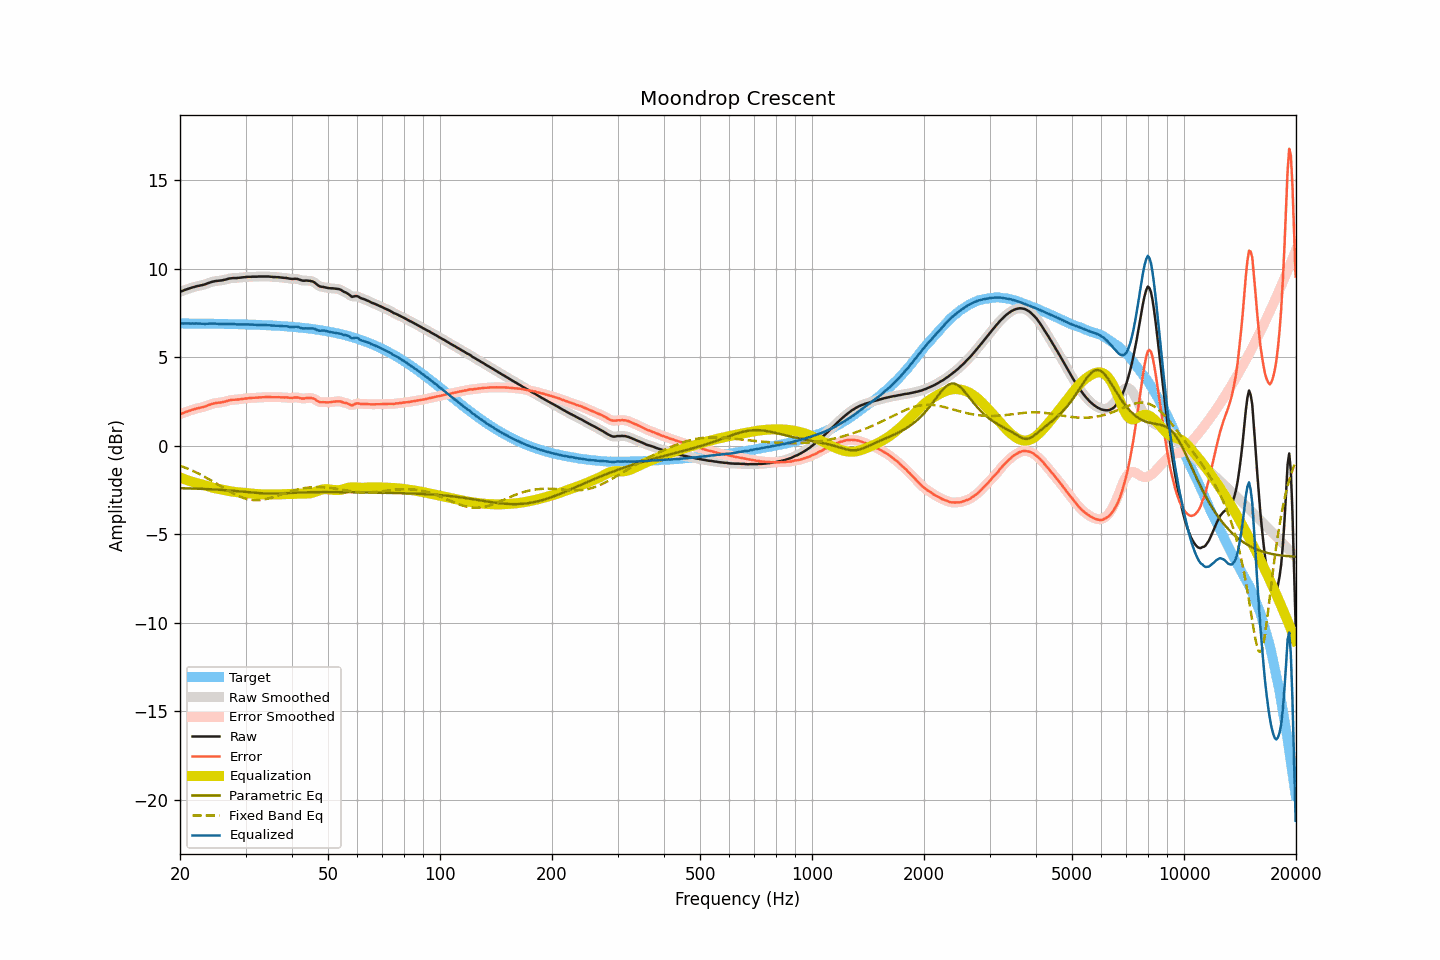 Moondrop Crescent
Amplitude (dBr)
15
10
5
0
−5
−10
−15
−20
Target
Raw Smoothed
Error Smoothed
Raw
Error
Equalization
Parametric Eq
Fixed Band Eq
Equalized
20 50 100 200 500 1000 2000 5000 10000 20000
Frequency (Hz)